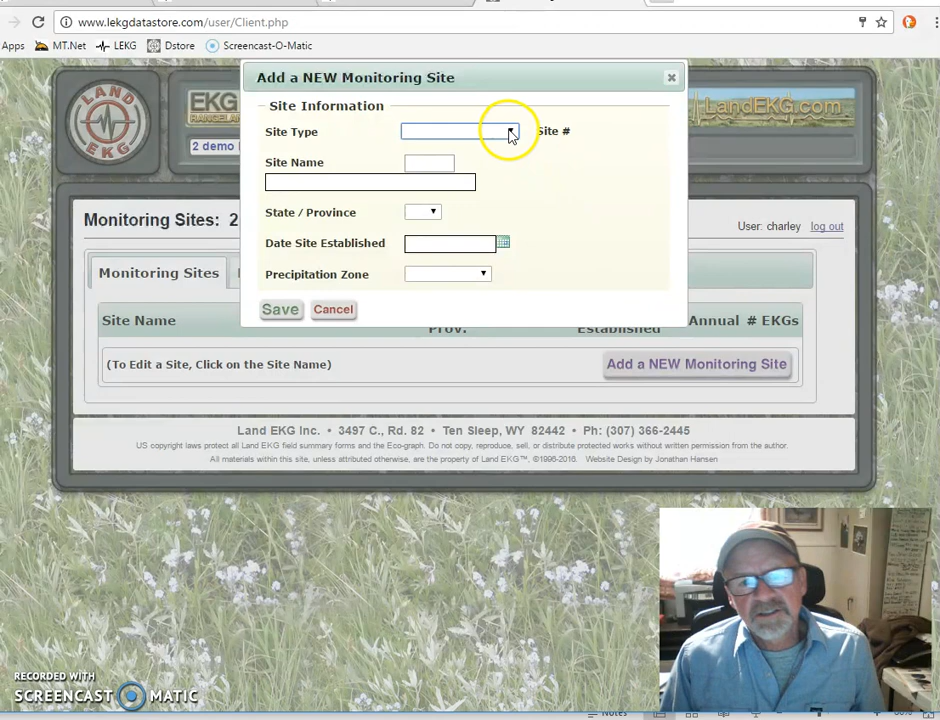 www.lekgdatastore.com/user/Client.php
Apps MT.Net LEKG Dstore Screencast-O-Matic
Add a NEW Monitoring Site
Site Information
Site Type Site #
Site Name
State / Province
Date Site Established
Precipitation Zone
Save Cancel
LAND EKG
EKG
LandEKG.com
2 demo
Monitoring Sites: 2
User: charley log out
Monitoring Sites
Site Name Prov. Established Annual # EKGs
(To Edit a Site, Click on the Site Name) Add a NEW Monitoring Site
Land EKG Inc. • 3497 C., Rd. 82 • Ten Sleep, WY 82442 • Ph: (307) 366-2445
US copyright laws protect all Land EKG field summary forms and the Eco-graph. Do not copy, reproduce, sell, or distribute protected works without written permission from the author.
All materials within this site, unless attributed otherwise, are the property of Land EKG™. ©1996-2016. Website Design by Jonathan Hansen
RECORDED WITH
SCREENCAST MATIC
Notes